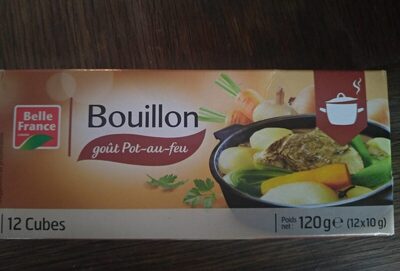 Belle
France
Bouillon
goût Pot-au-feu
12 Cubes
Poids
net
120g℮ (12x10g)